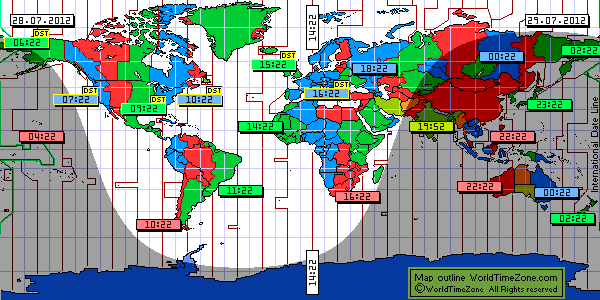 28.07.2012
14:22
29.07.2012
DST
06:22
DST
02:22
00:22
DST
15:22
18:22
DST
07:22
DST
09:22
DST
10:22
DST
16:22
23:22
14:22
19:52
04:22
22:22
11:22
22:22
00:22
16:22
10:22
02:22
14:22
International Date Line
Map outline WorldTimeZone.com
©WorldTimeZone All Rights reserved